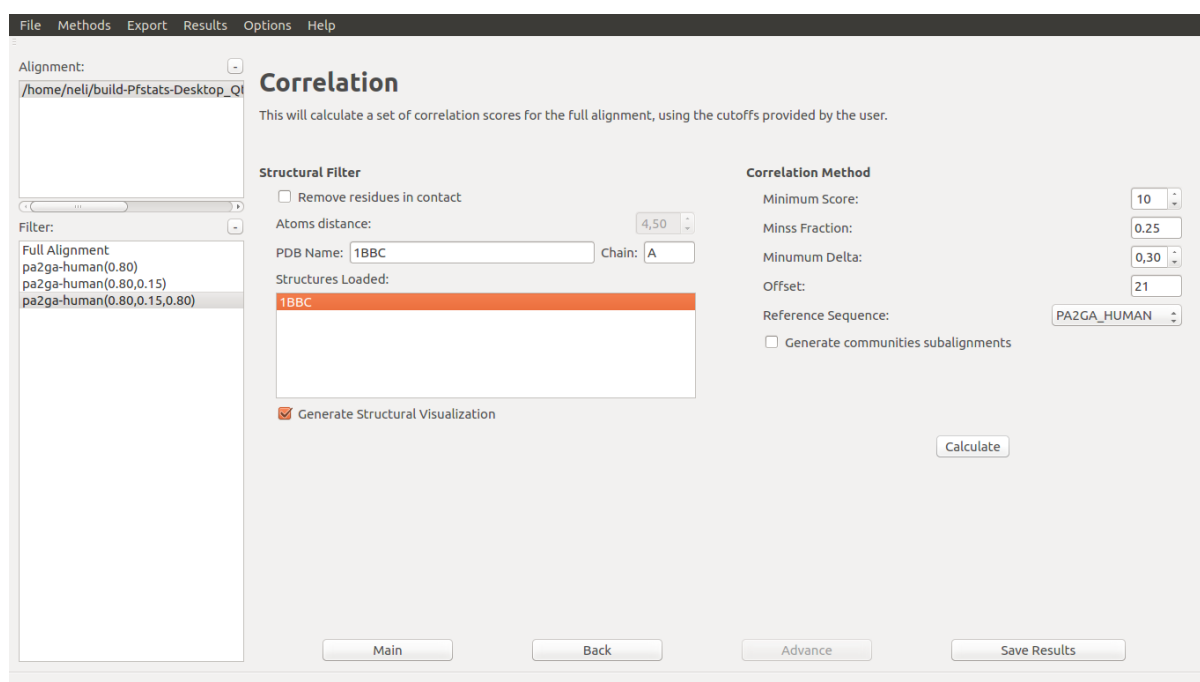 File Methods Export Results Options Help
Alignment: -
/home/neli/build-Pfstats-Desktop_Qt
Filter: -
Full Alignment
pa2ga-human(0.80)
pa2ga-human(0.80,0.15)
pa2ga-human(0.80,0.15,0.80)
Correlation
This will calculate a set of correlation scores for the full alignment, using the cutoffs provided by the user.
Structural Filter
Remove residues in contact
Atoms distance: 4,50
PDB Name: 1BBC Chain: A
Structures Loaded:
1BBC
Generate Structural Visualization
Correlation Method
Minimum Score: 10
Minss Fraction: 0.25
Minumum Delta: 0,30
Offset: 21
Reference Sequence: PA2GA_HUMAN
Generate communities subalignments
Calculate
Main Back Advance Save Results